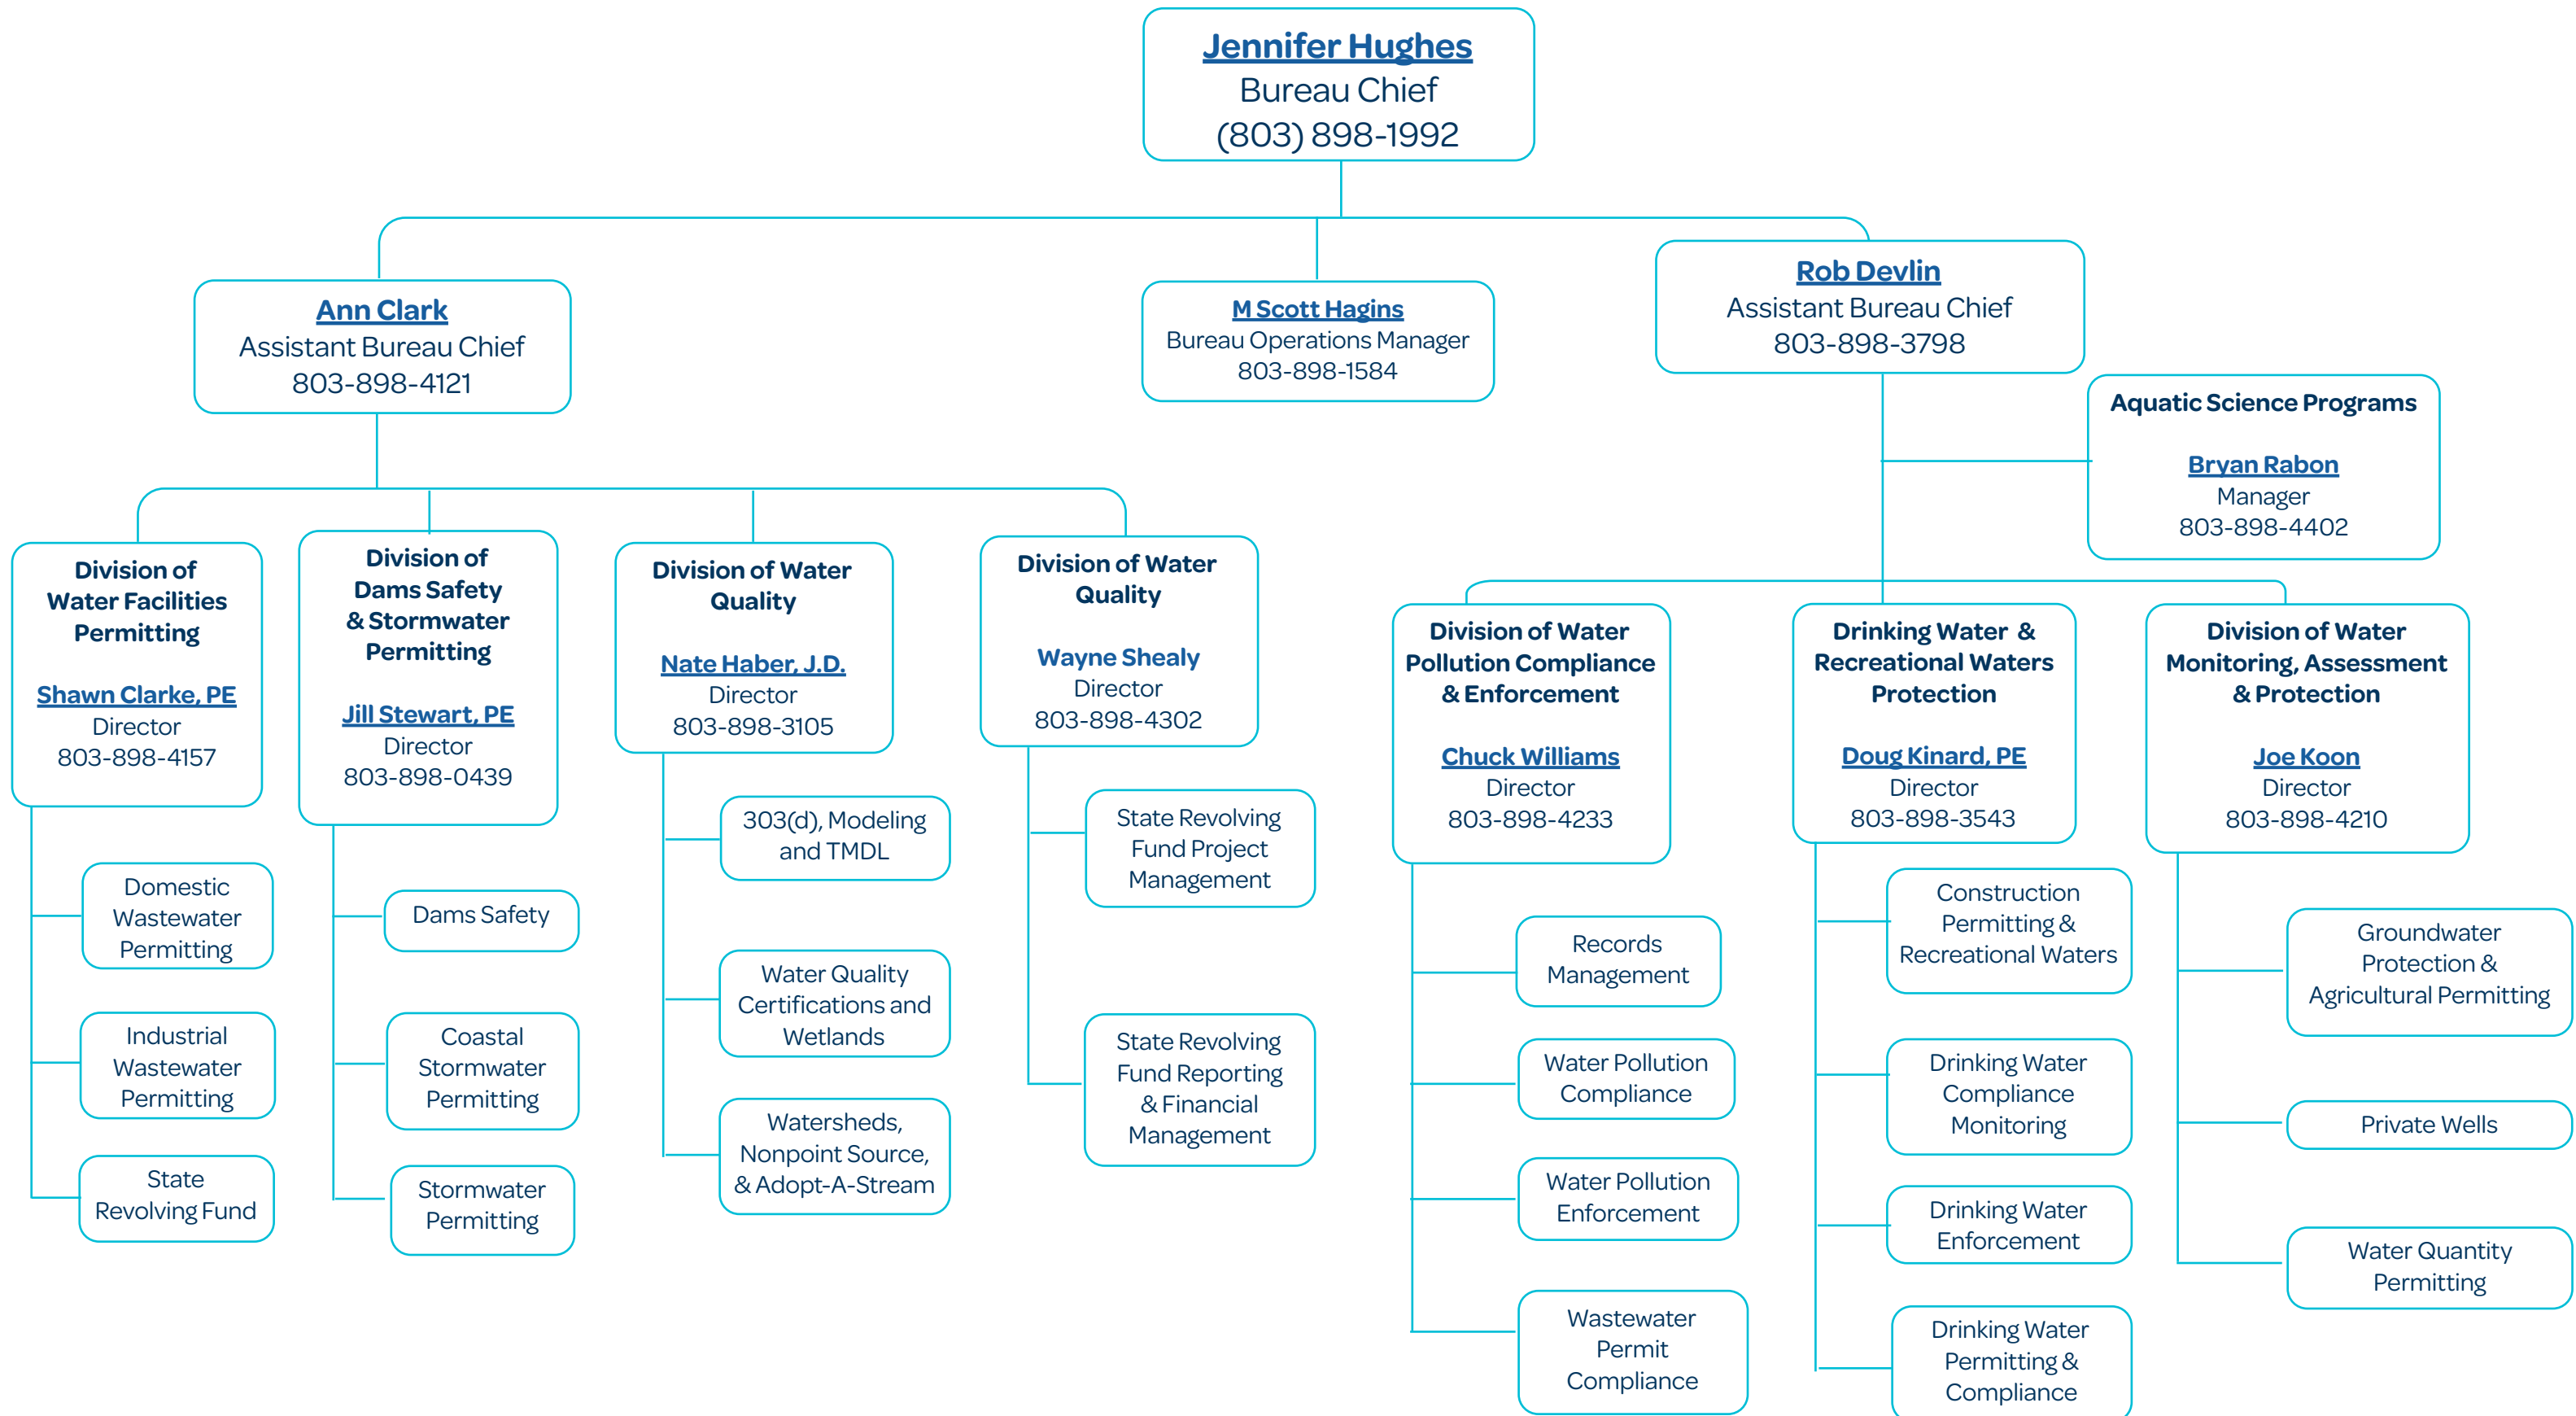 Jennifer Hughes
Bureau Chief
(803) 898-1992
Ann Clark
Assistant Bureau Chief
803-898-4121
M Scott Hagins
Bureau Operations Manager
803-898-1584
Rob Devlin
Assistant Bureau Chief
803-898-3798
Aquatic Science Programs
Bryan Rabon
Manager
803-898-4402
Division of
Water Facilities
Permitting
Shawn Clarke, PE
Director
803-898-4157
Domestic
Wastewater
Permitting
Industrial
Wastewater
Permitting
State
Revolving Fund
Division of
Dams Safety
& Stormwater
Permitting
Jill Stewart, PE
Director
803-898-0439
Dams Safety
Coastal
Stormwater
Permitting
Stormwater
Permitting
Division of Water
Quality
Nate Haber, J.D.
Director
803-898-3105
303(d), Modeling
and TMDL
Water Quality
Certifications and
Wetlands
Watersheds,
Nonpoint Source,
& Adopt-A-Stream
Division of Water
Quality
Wayne Shealy
Director
803-898-4302
State Revolving
Fund Project
Management
State Revolving
Fund Reporting
& Financial
Management
Division of Water
Pollution Compliance
& Enforcement
Chuck Williams
Director
803-898-4233
Records
Management
Water Pollution
Compliance
Water Pollution
Enforcement
Wastewater
Permit
Compliance
Drinking Water &
Recreational Waters
Protection
Doug Kinard, PE
Director
803-898-3543
Construction
Permitting &
Recreational Waters
Drinking Water
Compliance
Monitoring
Drinking Water
Enforcement
Drinking Water
Permitting &
Compliance
Division of Water
Monitoring, Assessment
& Protection
Joe Koon
Director
803-898-4210
Groundwater
Protection &
Agricultural Permitting
Private Wells
Water Quantity
Permitting